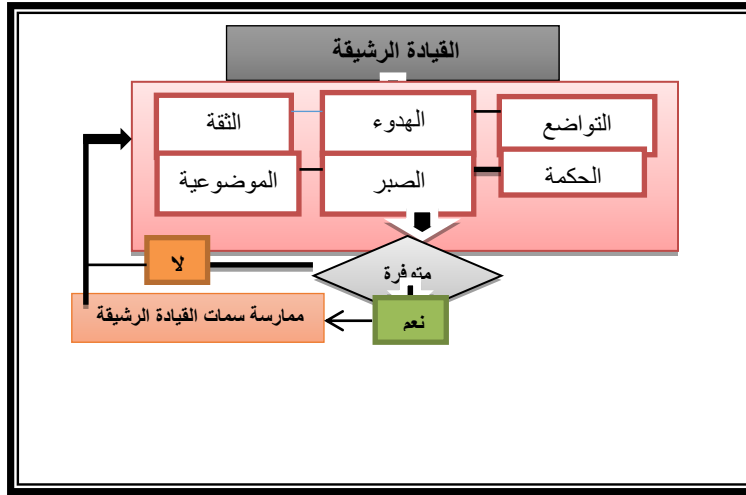 القيادة الرشيقة
التواضع
الهدوء
الثقة
الحكمة
الصبر
الموضوعية
متوفرة
لا
نعم
ممارسة سمات القيادة الرشيقة